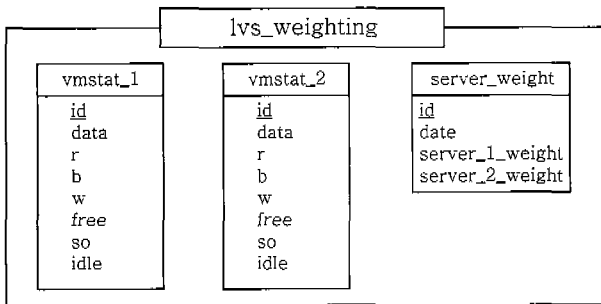 lvs_weighting
vmstat_1
id
data
r
b
w
free
so
idle
vmstat_2
id
data
r
b
w
free
so
idle
server_weight
id
date
server_1_weight
server_2_weight